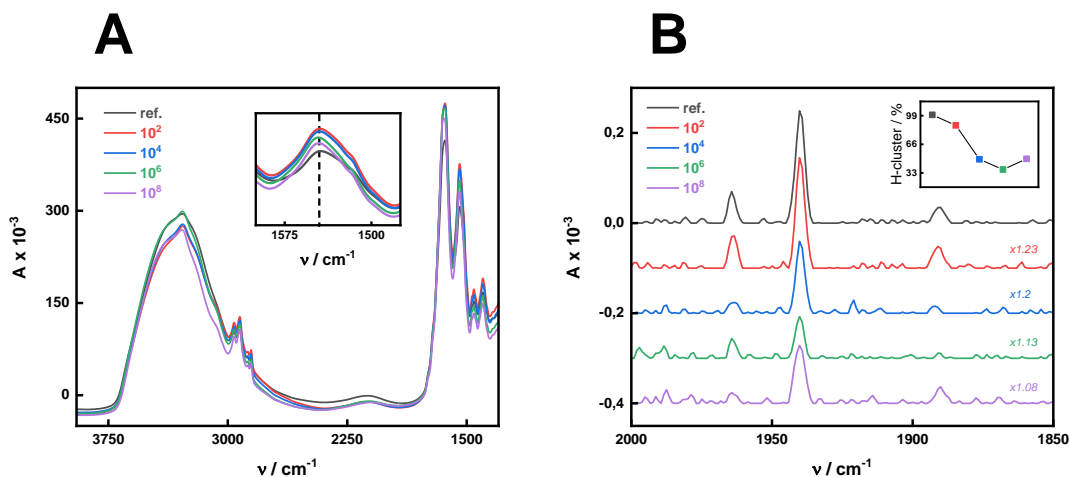 A
B
ref.
10²
10⁴
10⁶
10⁸
450
300
150
0
A x 10⁻³
3750
3000
2250
1500
ν / cm⁻¹
1575
1500
ν / cm⁻¹
ref.
10²
10⁴
10⁶
10⁸
0,2
0,0
-0,2
-0,4
A x 10⁻³
H-cluster / %
99
66
33
x1.23
x1.2
x1.13
x1.08
2000
1950
1900
1850
ν / cm⁻¹